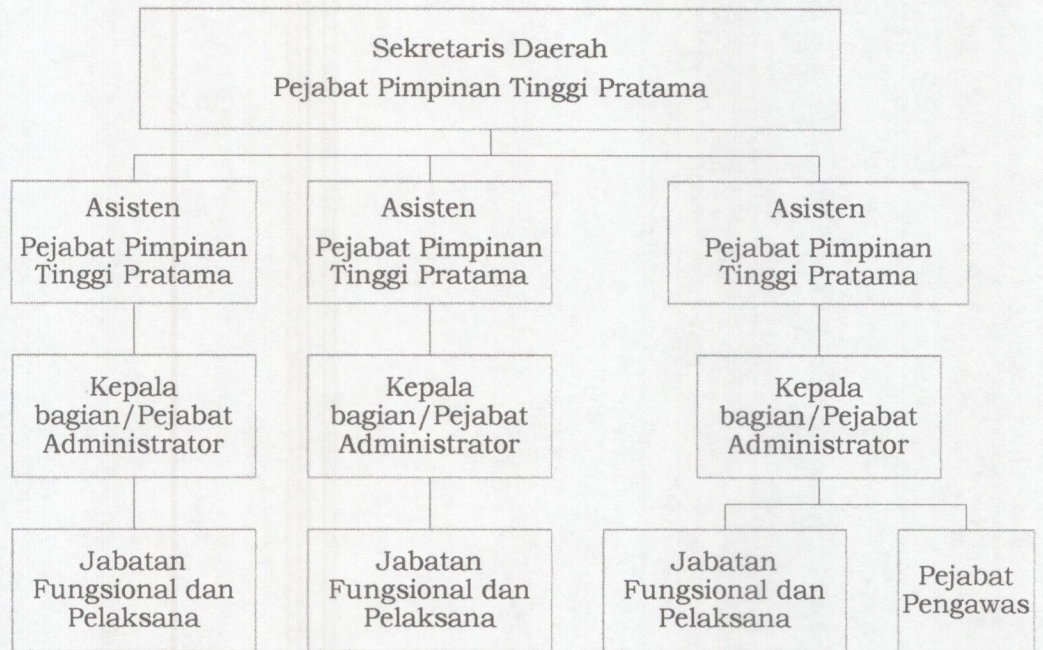 Sekretaris Daerah
Pejabat Pimpinan Tinggi Pratama
Asisten
Pejabat Pimpinan
Tinggi Pratama
Asisten
Pejabat Pimpinan
Tinggi Pratama
Asisten
Pejabat Pimpinan
Tinggi Pratama
Kepala
bagian/Pejabat
Administrator
Kepala
bagian/Pejabat
Administrator
Kepala
bagian/Pejabat
Administrator
Jabatan
Fungsional dan
Pelaksana
Jabatan
Fungsional dan
Pelaksana
Jabatan
Fungsional dan
Pelaksana
Pejabat
Pengawas